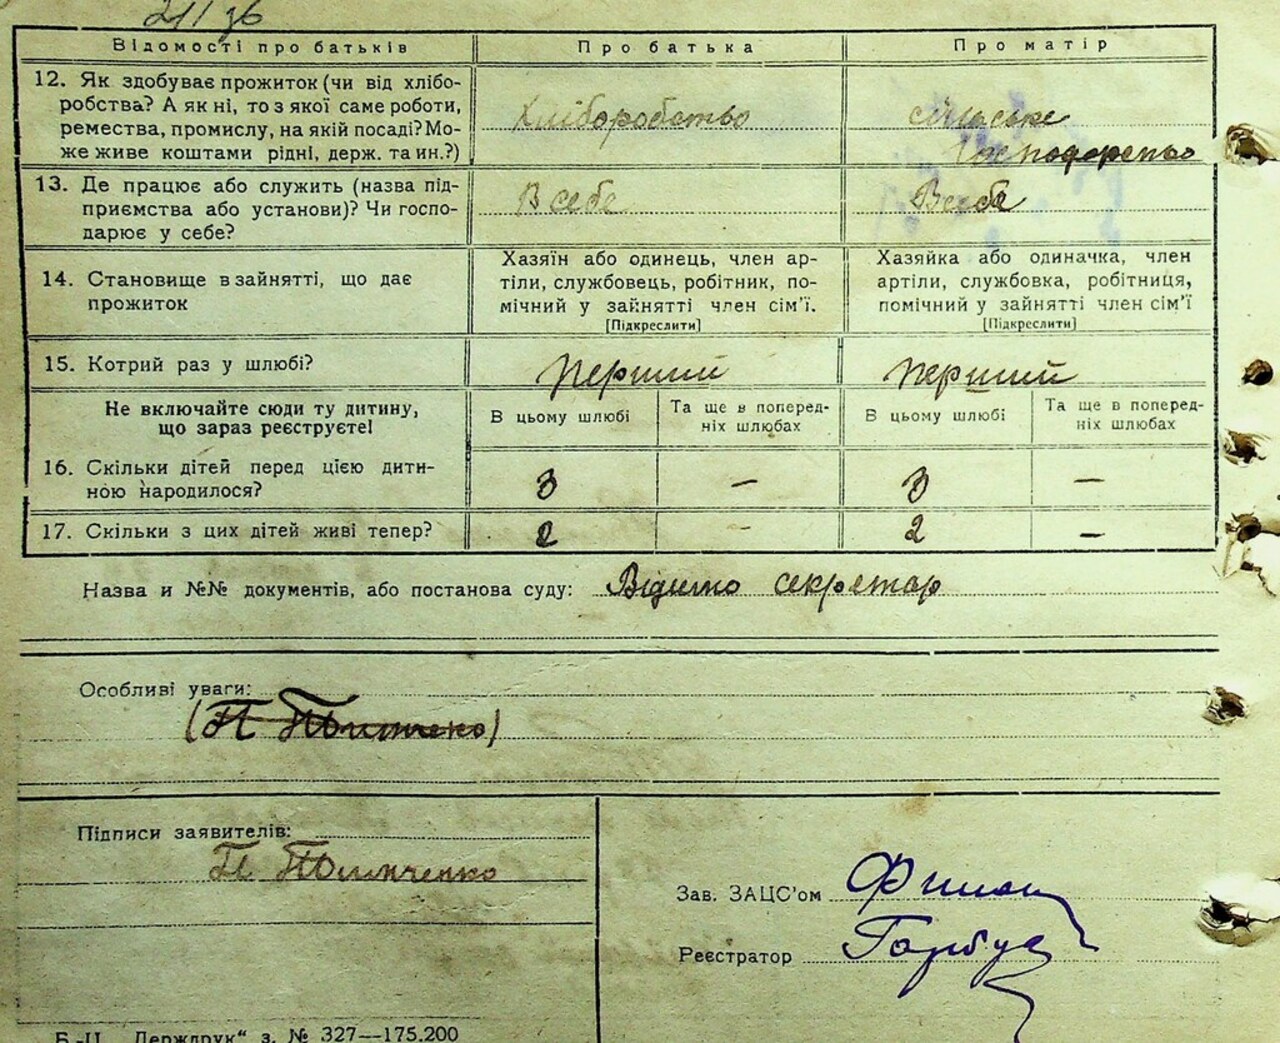 Відомості про батьків Про батька Про матір
12. Як здобуває прожиток (чи від хлібо-
робства? А як ні, то з якої саме роботи,
ремества, промислу, на якій посаді? Мо-
же живе коштами рідні, держ. та ин.?)
Хліборобство
сільське
Господарство
13. Де працює або служить (назва під-
приємства або установи)? Чи госпо-
дарює у себе?
В себе
В себе
14. Становище в зайнятті, що дає
прожиток
Хазяїн або одинець, член ар-
тілі, службовець, робітник, по-
мічний у зайнятті член сім'ї.
[Підкреслити]
Хазяйка або одиначка, член
артілі, службовка, робітниця,
помічний у зайнятті член сім'ї
[Підкреслити]
15. Котрий раз у шлюбі? перший перший
Не включайте сюди ту дитину,
що зараз реєструєте!
В цьому шлюбі
Та ще в поперед-
ніх шлюбах
В цьому шлюбі
Та ще в поперед-
ніх шлюбах
16. Скільки дітей перед цією дити-
ною народилося?
3 — 3 —
17. Скільки з цих дітей живі тепер? 2 — 2 —
Назва и №№ документів, або постанова суду: Відимо секретар
Особливі уваги:
Підписи заявителів:
П Тимченко
Зав. ЗАЦС'ом
Реєстратор Горбу
Б.-Ц. „Держдрук“ з. № 327—175.200